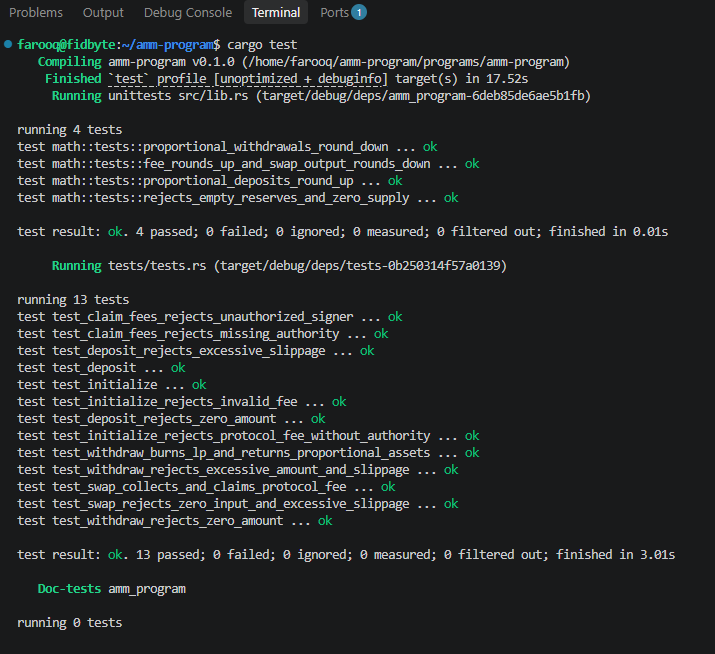 Problems Output Debug Console Terminal Ports 1
farooq@fidbyte:~/amm-program$ cargo test
Compiling amm-program v0.1.0 (/home/farooq/amm-program/programs/amm-program)
Finished `test` profile [unoptimized + debuginfo] target(s) in 17.52s
Running unittests src/lib.rs (target/debug/deps/amm_program-6deb85de6ae5b1fb)
running 4 tests
test math::tests::proportional_withdrawals_round_down ... ok
test math::tests::fee_rounds_up_and_swap_output_rounds_down ... ok
test math::tests::proportional_deposits_round_up ... ok
test math::tests::rejects_empty_reserves_and_zero_supply ... ok
test result: ok. 4 passed; 0 failed; 0 ignored; 0 measured; 0 filtered out; finished in 0.01s
Running tests/tests.rs (target/debug/deps/tests-0b250314f57a0139)
running 13 tests
test test_claim_fees_rejects_unauthorized_signer ... ok
test test_claim_fees_rejects_missing_authority ... ok
test test_deposit_rejects_excessive_slippage ... ok
test test_deposit ... ok
test test_initialize ... ok
test test_initialize_rejects_invalid_fee ... ok
test test_deposit_rejects_zero_amount ... ok
test test_initialize_rejects_protocol_fee_without_authority ... ok
test test_withdraw_burns_lp_and_returns_proportional_assets ... ok
test test_withdraw_rejects_excessive_amount_and_slippage ... ok
test test_swap_collects_and_claims_protocol_fee ... ok
test test_swap_rejects_zero_input_and_excessive_slippage ... ok
test test_withdraw_rejects_zero_amount ... ok
test result: ok. 13 passed; 0 failed; 0 ignored; 0 measured; 0 filtered out; finished in 3.01s
Doc-tests amm_program
running 0 tests